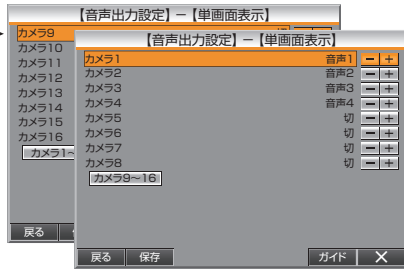 【音声出力設定】－【単画面表示】
カメラ9
カメラ10
カメラ11
カメラ12
カメラ13
カメラ14
カメラ15
カメラ16
カメラ1～
戻る
【音声出力設定】－【単画面表示】
カメラ1 音声1 － ＋
カメラ2 音声2 － ＋
カメラ3 音声3 － ＋
カメラ4 音声4 － ＋
カメラ5 切 － ＋
カメラ6 切 － ＋
カメラ7 切 － ＋
カメラ8 切 － ＋
カメラ9～16
戻る 保存 ガイド ╳